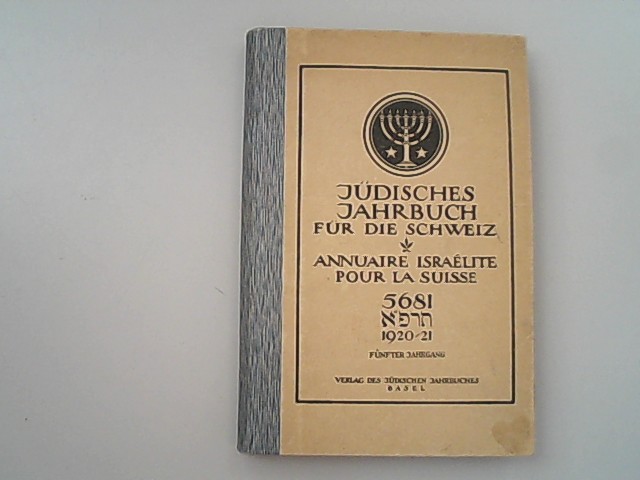 JÜDISCHES
JAHRBUCH
FÜR DIE SCHWEIZ
ANNUAIRE ISRAÉLITE
POUR LA SUISSE
5681
תרפ״א
1920-21
FÜNFTER JAHRGANG
VERLAG DES JÜDISCHEN JAHRBUCHES
BASEL